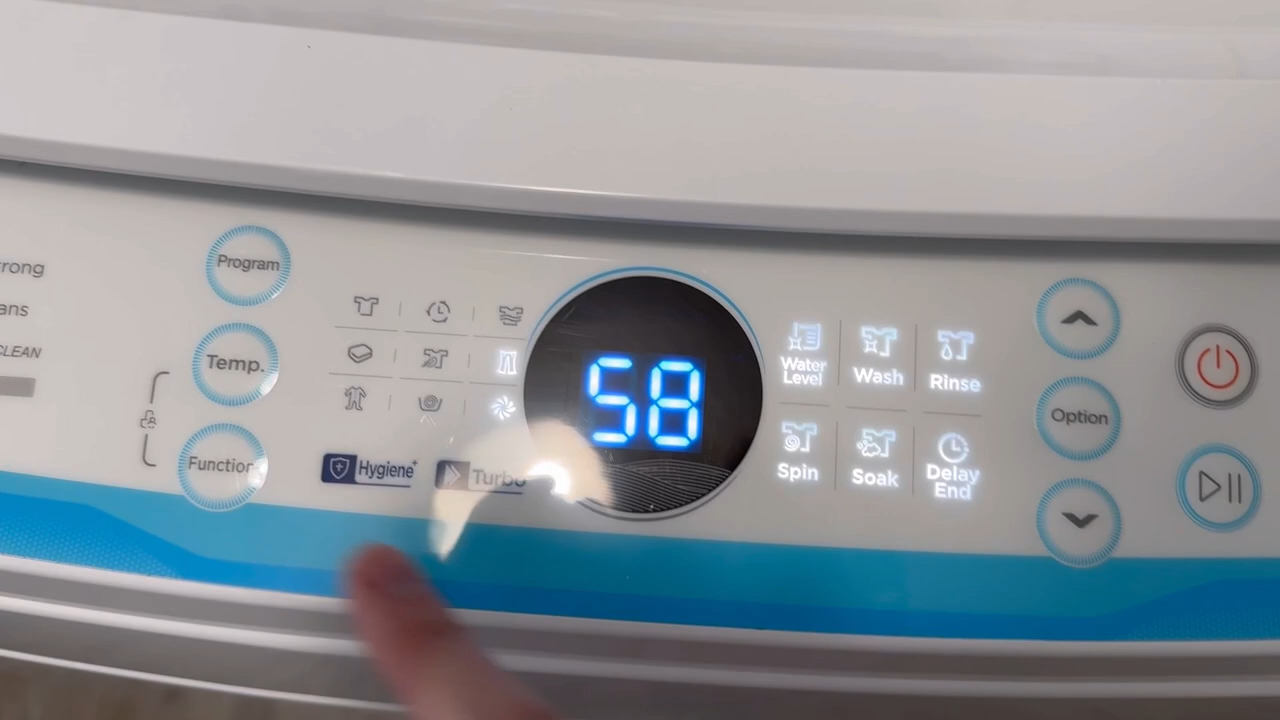 rong
ans
CLEAN
Program
Temp.
Function
Hygiene+
Turbo
58
Water
Level
Wash
Rinse
Spin
Soak
Delay
End
Option